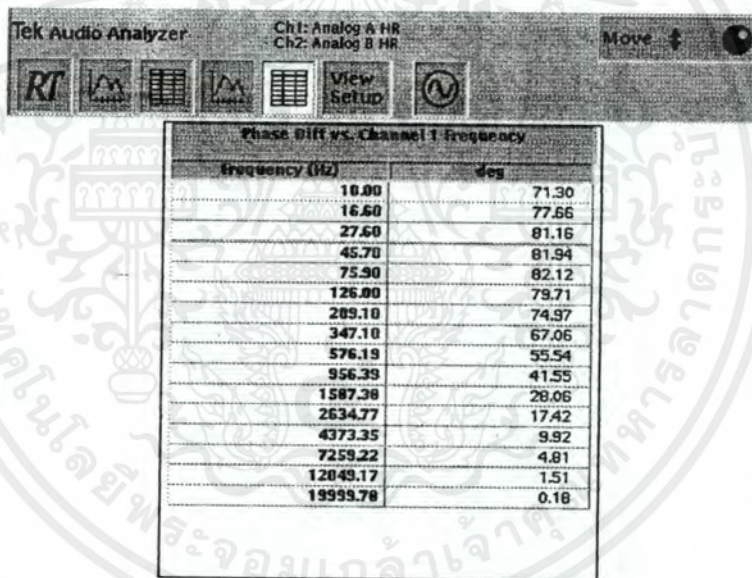 Tek Audio Analyzer
Ch1: Analog A HR
Ch2: Analog B HR
Move
RT
View
Setup
Phase Diff vs. Channel 1 Frequency
Frequency (Hz) deg
10.00 71.30
16.60 77.66
27.60 81.16
45.70 81.94
75.90 82.12
126.00 79.71
209.10 74.97
347.10 67.06
576.19 55.54
956.39 41.55
1587.38 28.06
2634.77 17.42
4373.35 9.92
7259.22 4.81
12049.17 1.51
19999.78 0.18